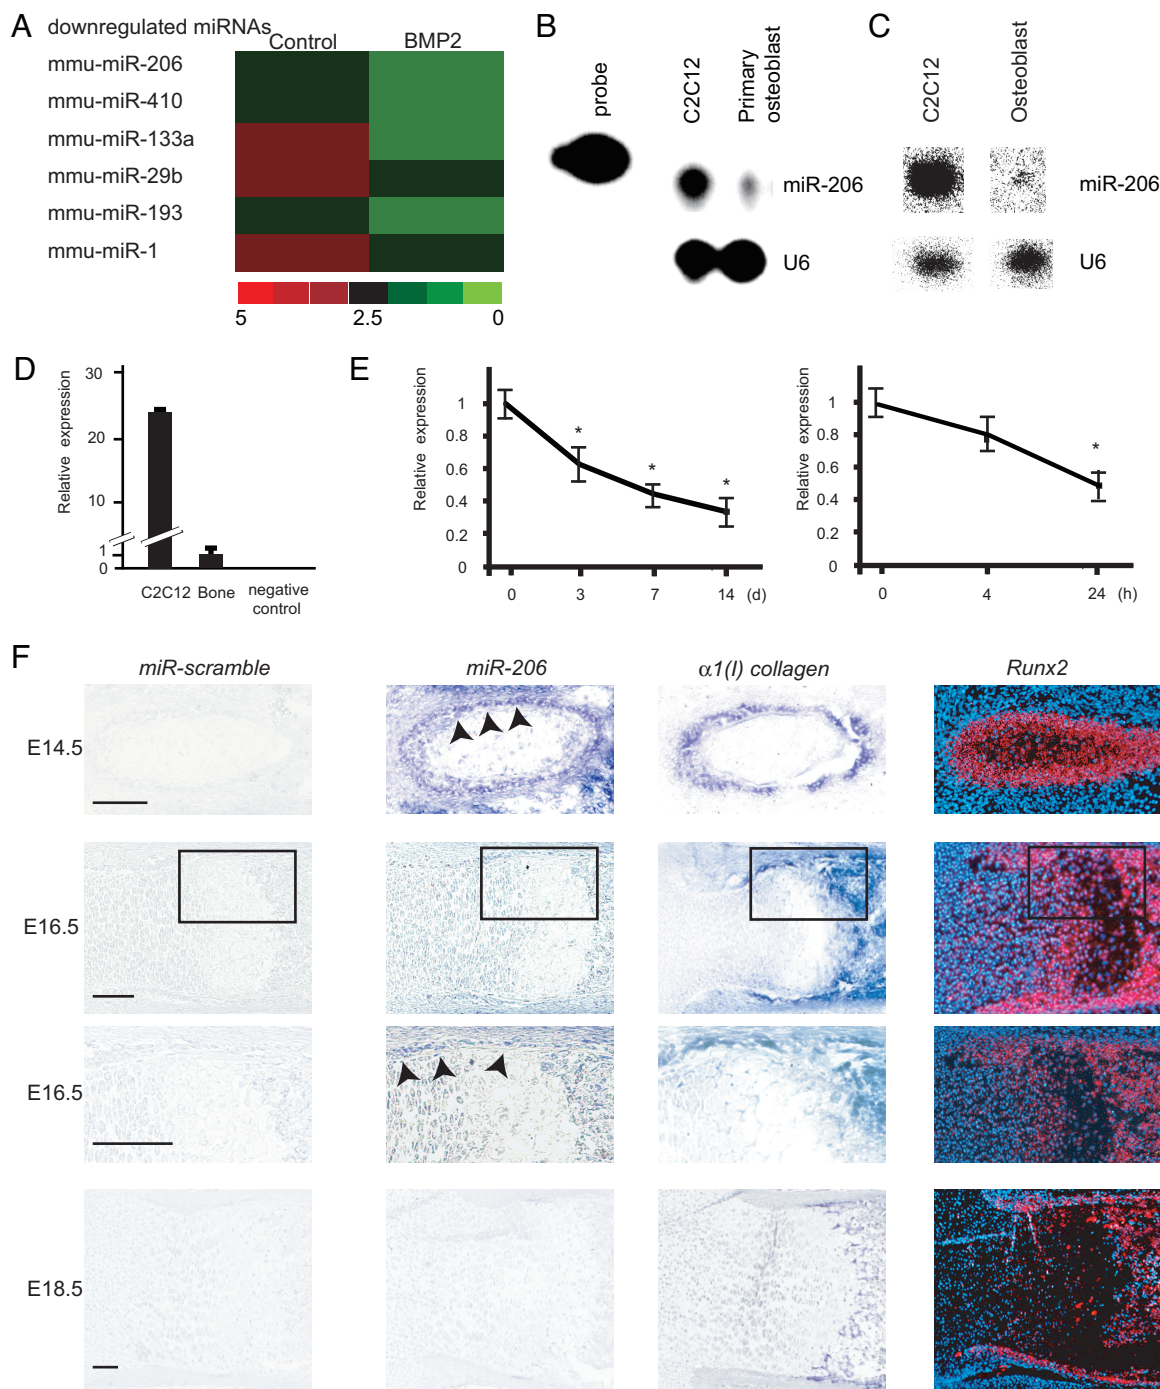 A
downregulated miRNAs
Control
BMP2
mmu-miR-206
mmu-miR-410
mmu-miR-133a
mmu-miR-29b
mmu-miR-193
mmu-miR-1
5
2.5
0
B
probe
C2C12
Primary
osteoblast
miR-206
U6
C
C2C12
Osteoblast
miR-206
U6
D
Relative expression
30
20
10
1
0
C2C12
Bone
negative
control
E
Relative expression
1
0.8
0.6
0.4
0.2
0
*
*
*
0
3
7
14
(d)
Relative expression
1
0.8
0.6
0.4
0.2
0
*
0
4
24
(h)
F
miR-scramble
miR-206
α1(I) collagen
Runx2
E14.5
E16.5
E16.5
E18.5